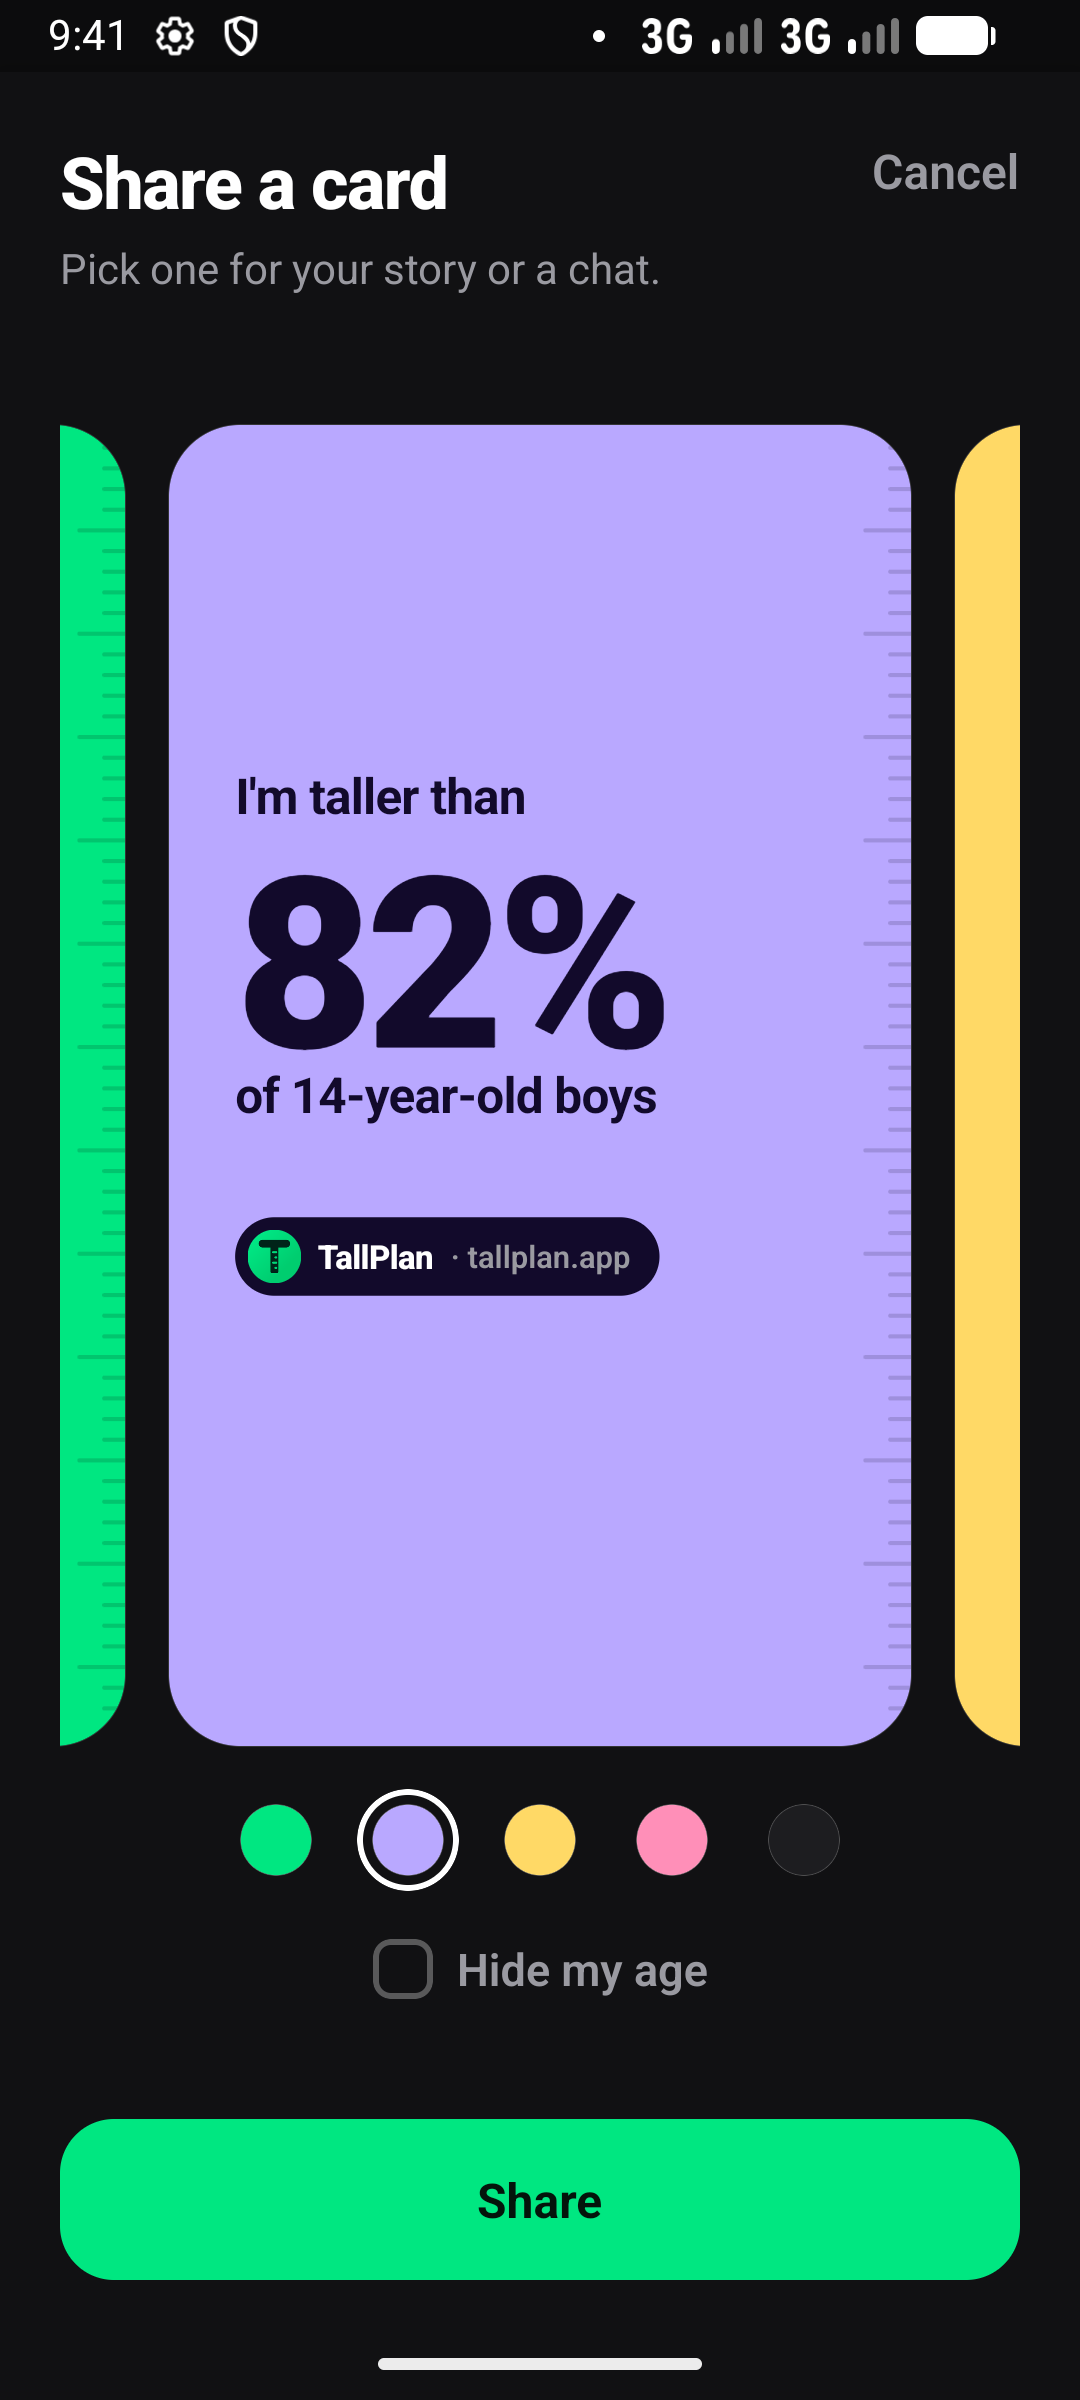 9:41
3G 3G
Share a card
Cancel
Pick one for your story or a chat.
I'm taller than
82%
of 14-year-old boys
TallPlan · tallplan.app
Hide my age
Share